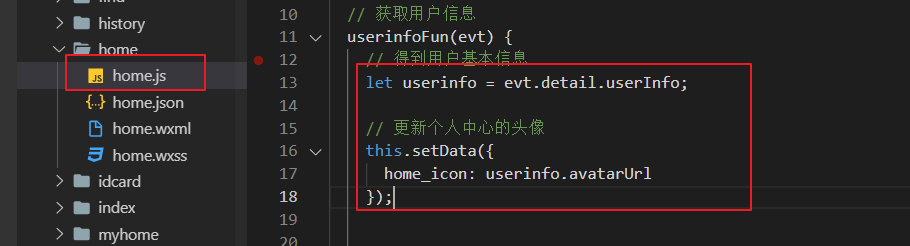 find
history
home
home.js
home.json
home.wxml
home.wxss
idcard
index
myhome
10 // 获取用户信息
11 userinfoFun(evt) {
12 // 得到用户基本信息
13 let userinfo = evt.detail.userInfo;
14
15 // 更新个人中心的头像
16 this.setData({
17 home_icon: userinfo.avatarUrl
18 });
19
20